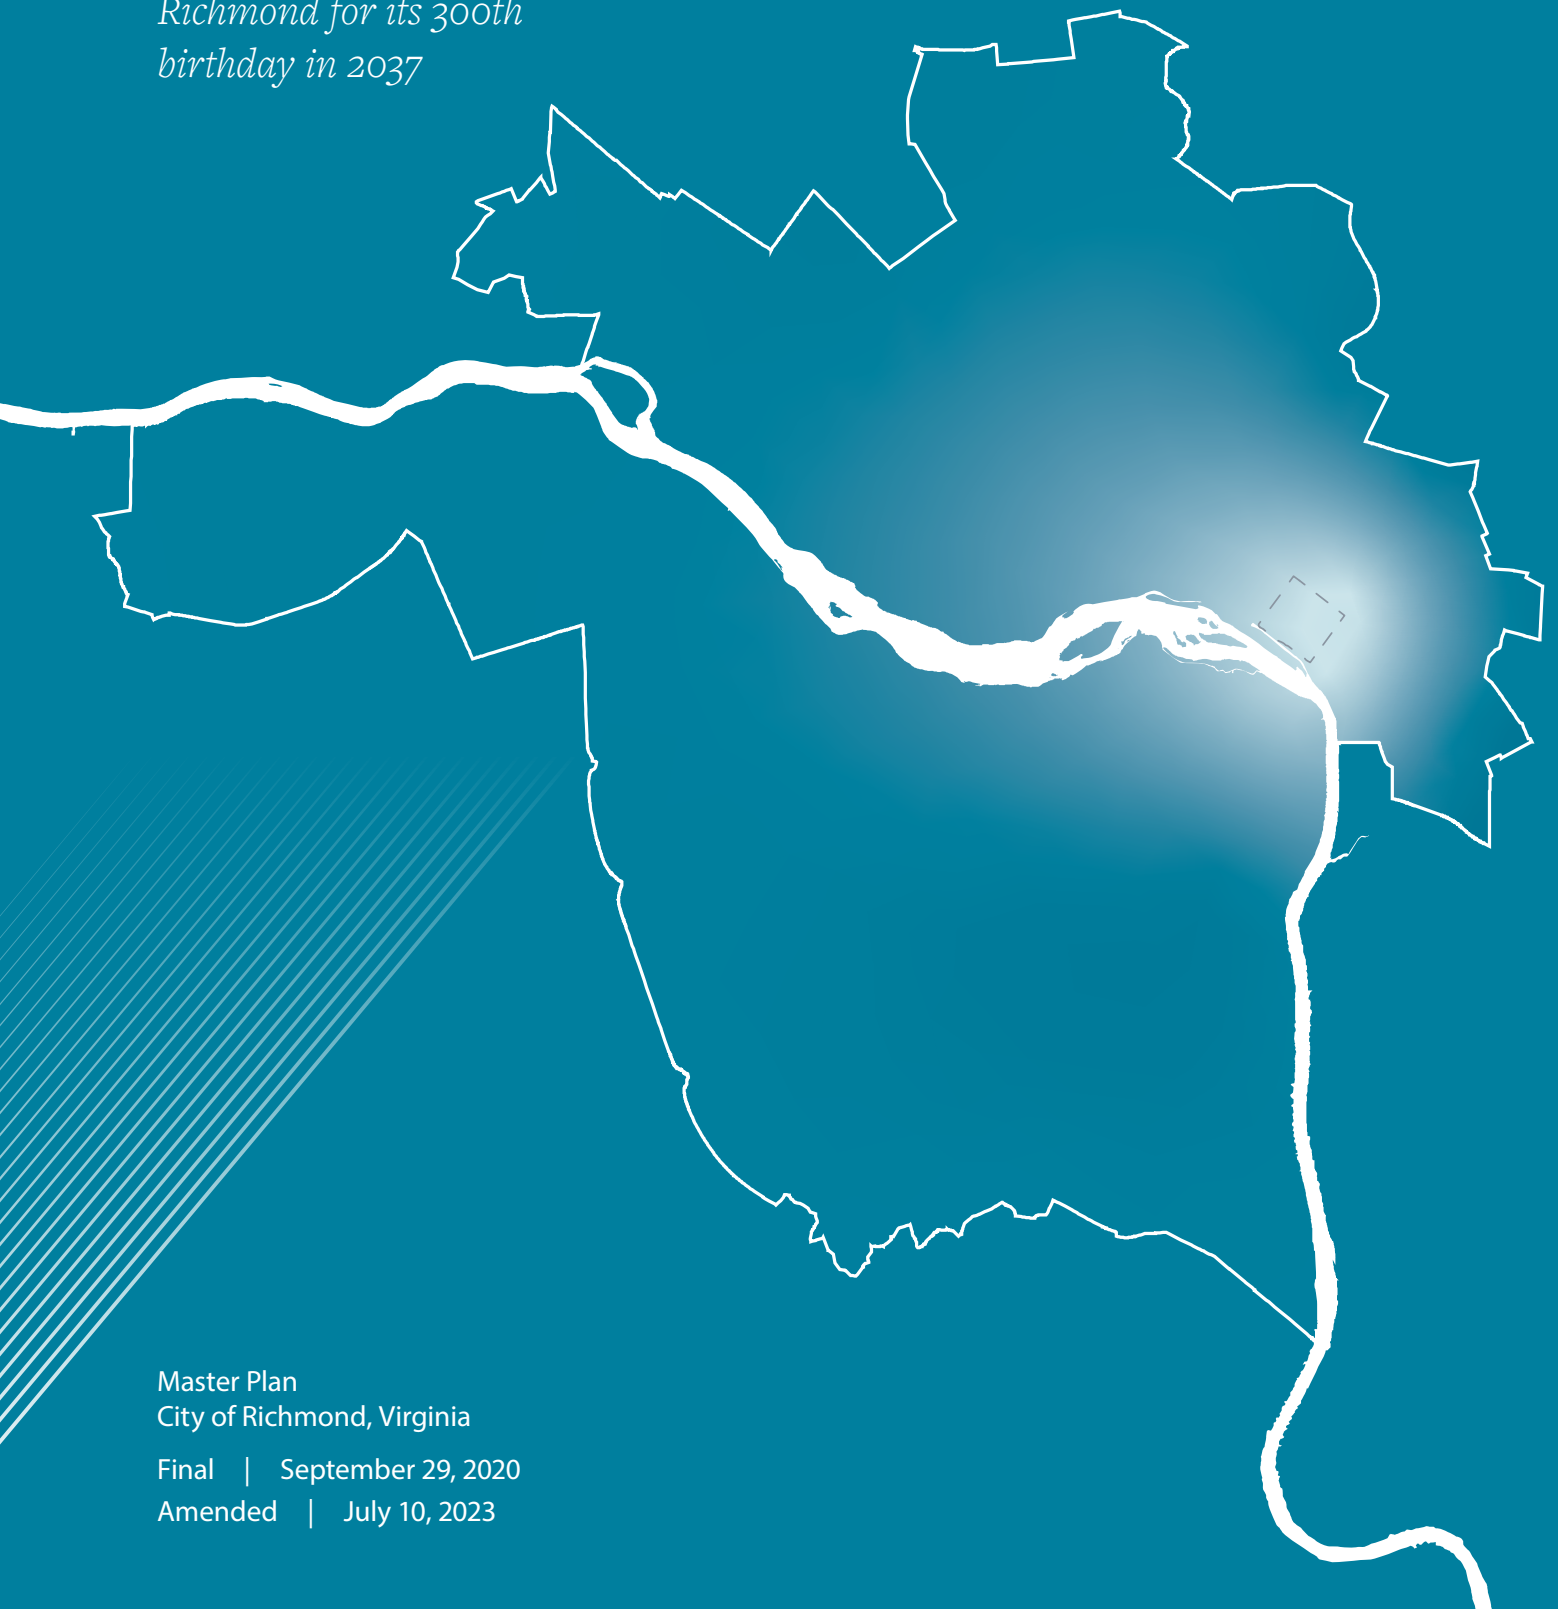 Richmond for its 300th
birthday in 2037
Master Plan
City of Richmond, Virginia
Final | September 29, 2020
Amended | July 10, 2023